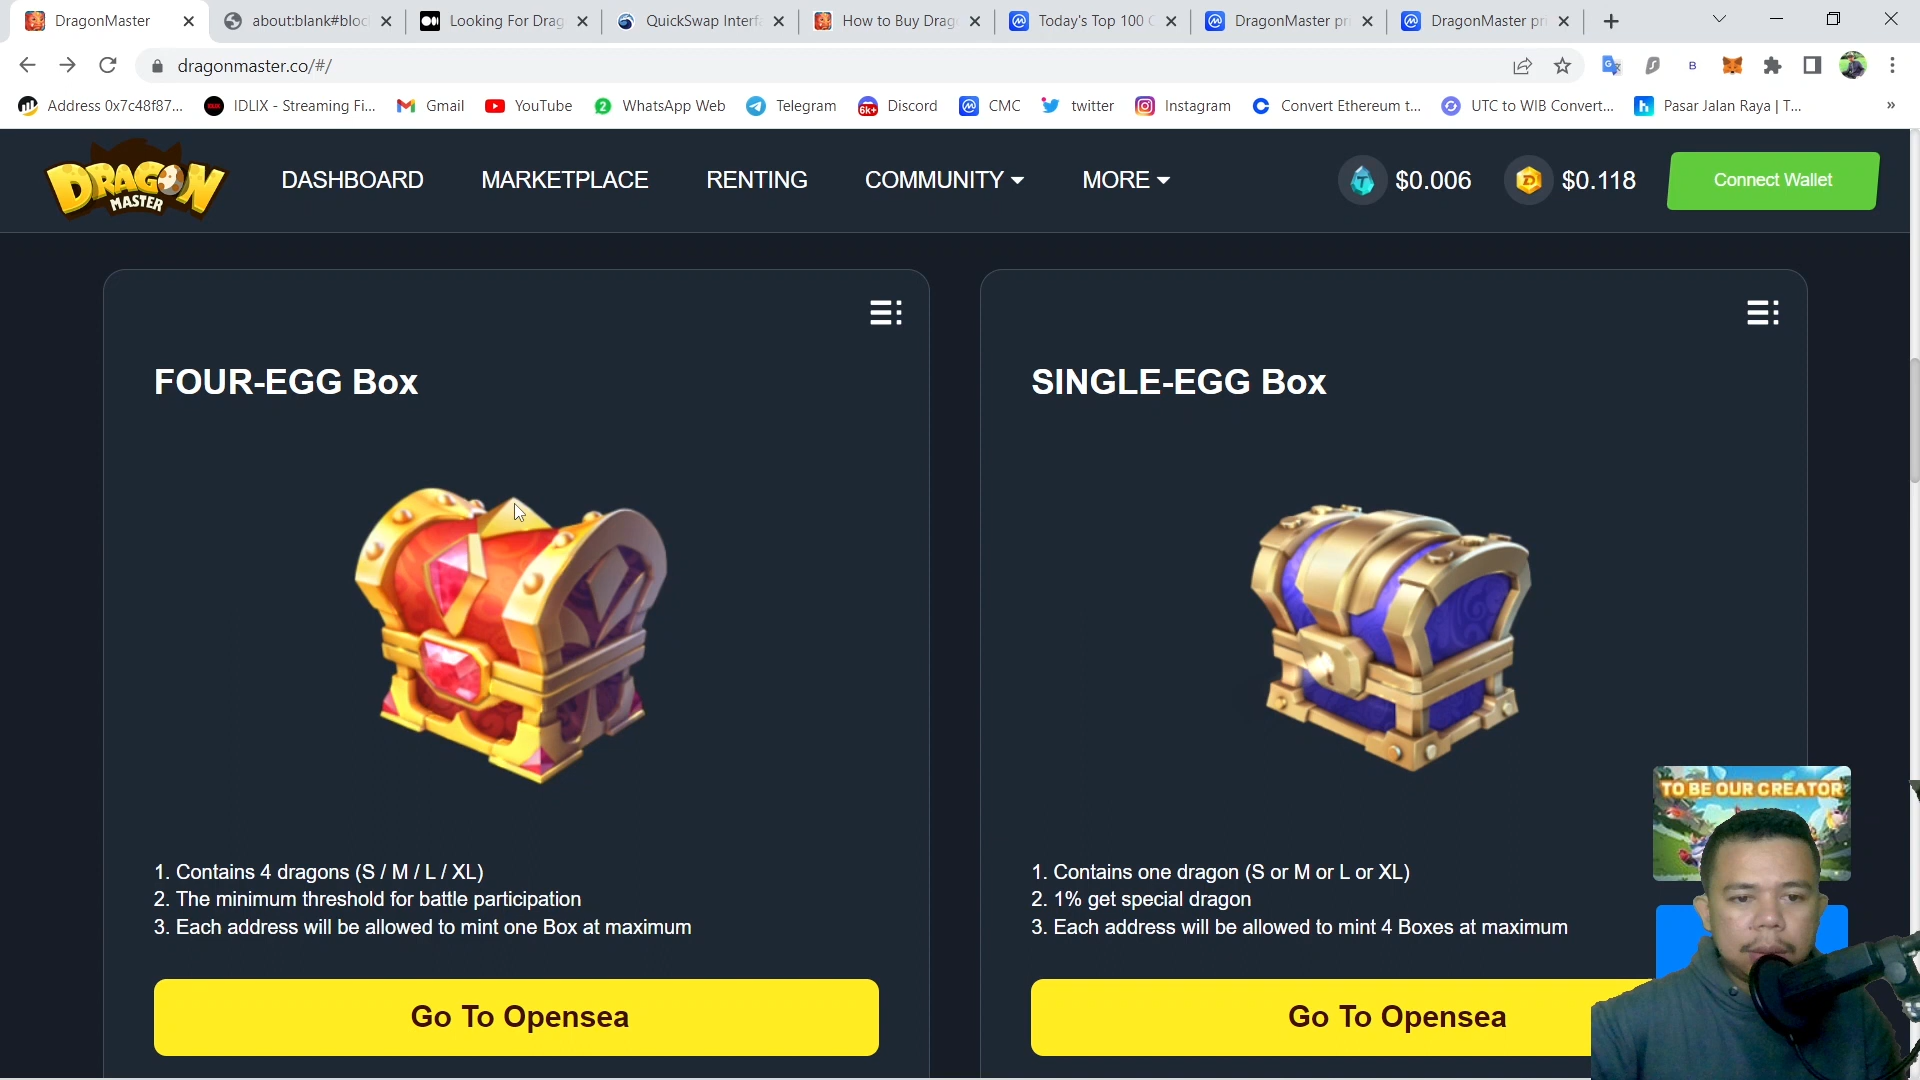 DragonMaster
about:blank#bloc
Looking For Drag
QuickSwap Interfa
How to Buy Drago
Today's Top 100 C
DragonMaster pri
DragonMaster pri
dragonmaster.co/#/
Address 0x7c48f87...
IDLIX - Streaming Fi...
Gmail
YouTube
WhatsApp Web
Telegram
6k+
Discord
CMC
twitter
Instagram
Convert Ethereum t...
UTC to WIB Convert...
Pasar Jalan Raya | T...
»
DRAGON
MASTER
DASHBOARD
MARKETPLACE
RENTING
COMMUNITY
MORE
$0.006
$0.118
Connect Wallet
FOUR-EGG Box
1. Contains 4 dragons (S / M / L / XL)
2. The minimum threshold for battle participation
3. Each address will be allowed to mint one Box at maximum
Go To Opensea
SINGLE-EGG Box
1. Contains one dragon (S or M or L or XL)
2. 1% get special dragon
3. Each address will be allowed to mint 4 Boxes at maximum
Go To Opensea
TO BE OUR CREATOR